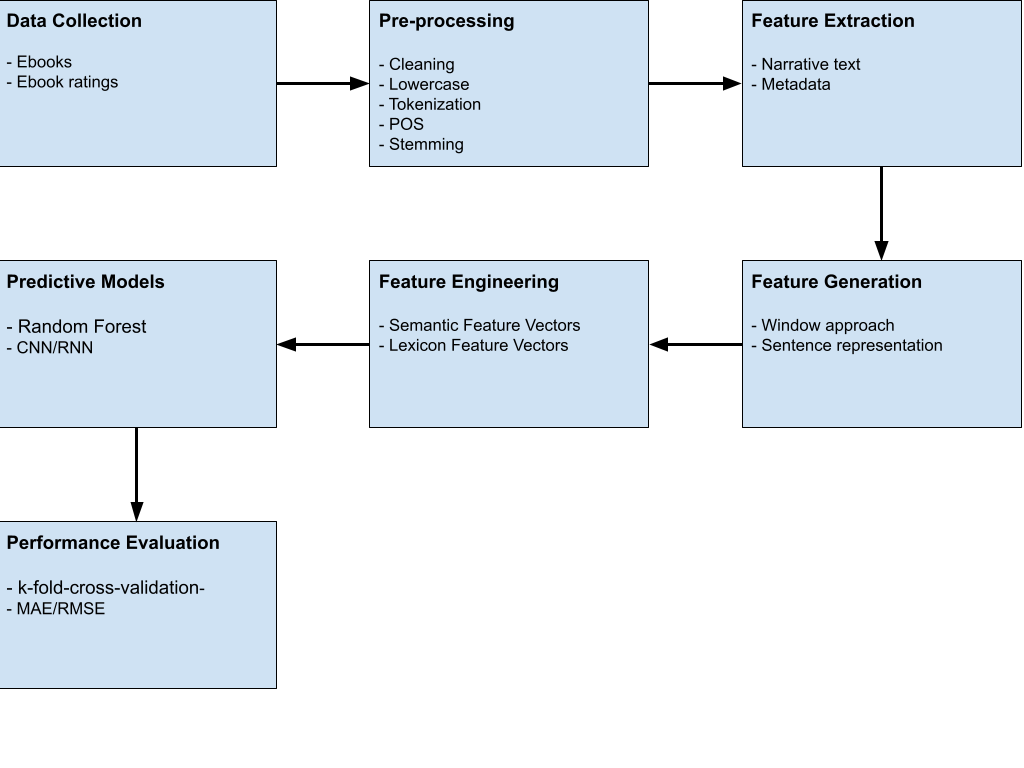 Data Collection
- Ebooks
- Ebook ratings
Pre-processing
- Cleaning
- Lowercase
- Tokenization
- POS
- Stemming
Feature Extraction
- Narrative text
- Metadata
Feature Generation
- Window approach
- Sentence representation
Feature Engineering
- Semantic Feature Vectors
- Lexicon Feature Vectors
Predictive Models
- Random Forest
- CNN/RNN
Performance Evaluation
- k-fold-cross-validation-
- MAE/RMSE